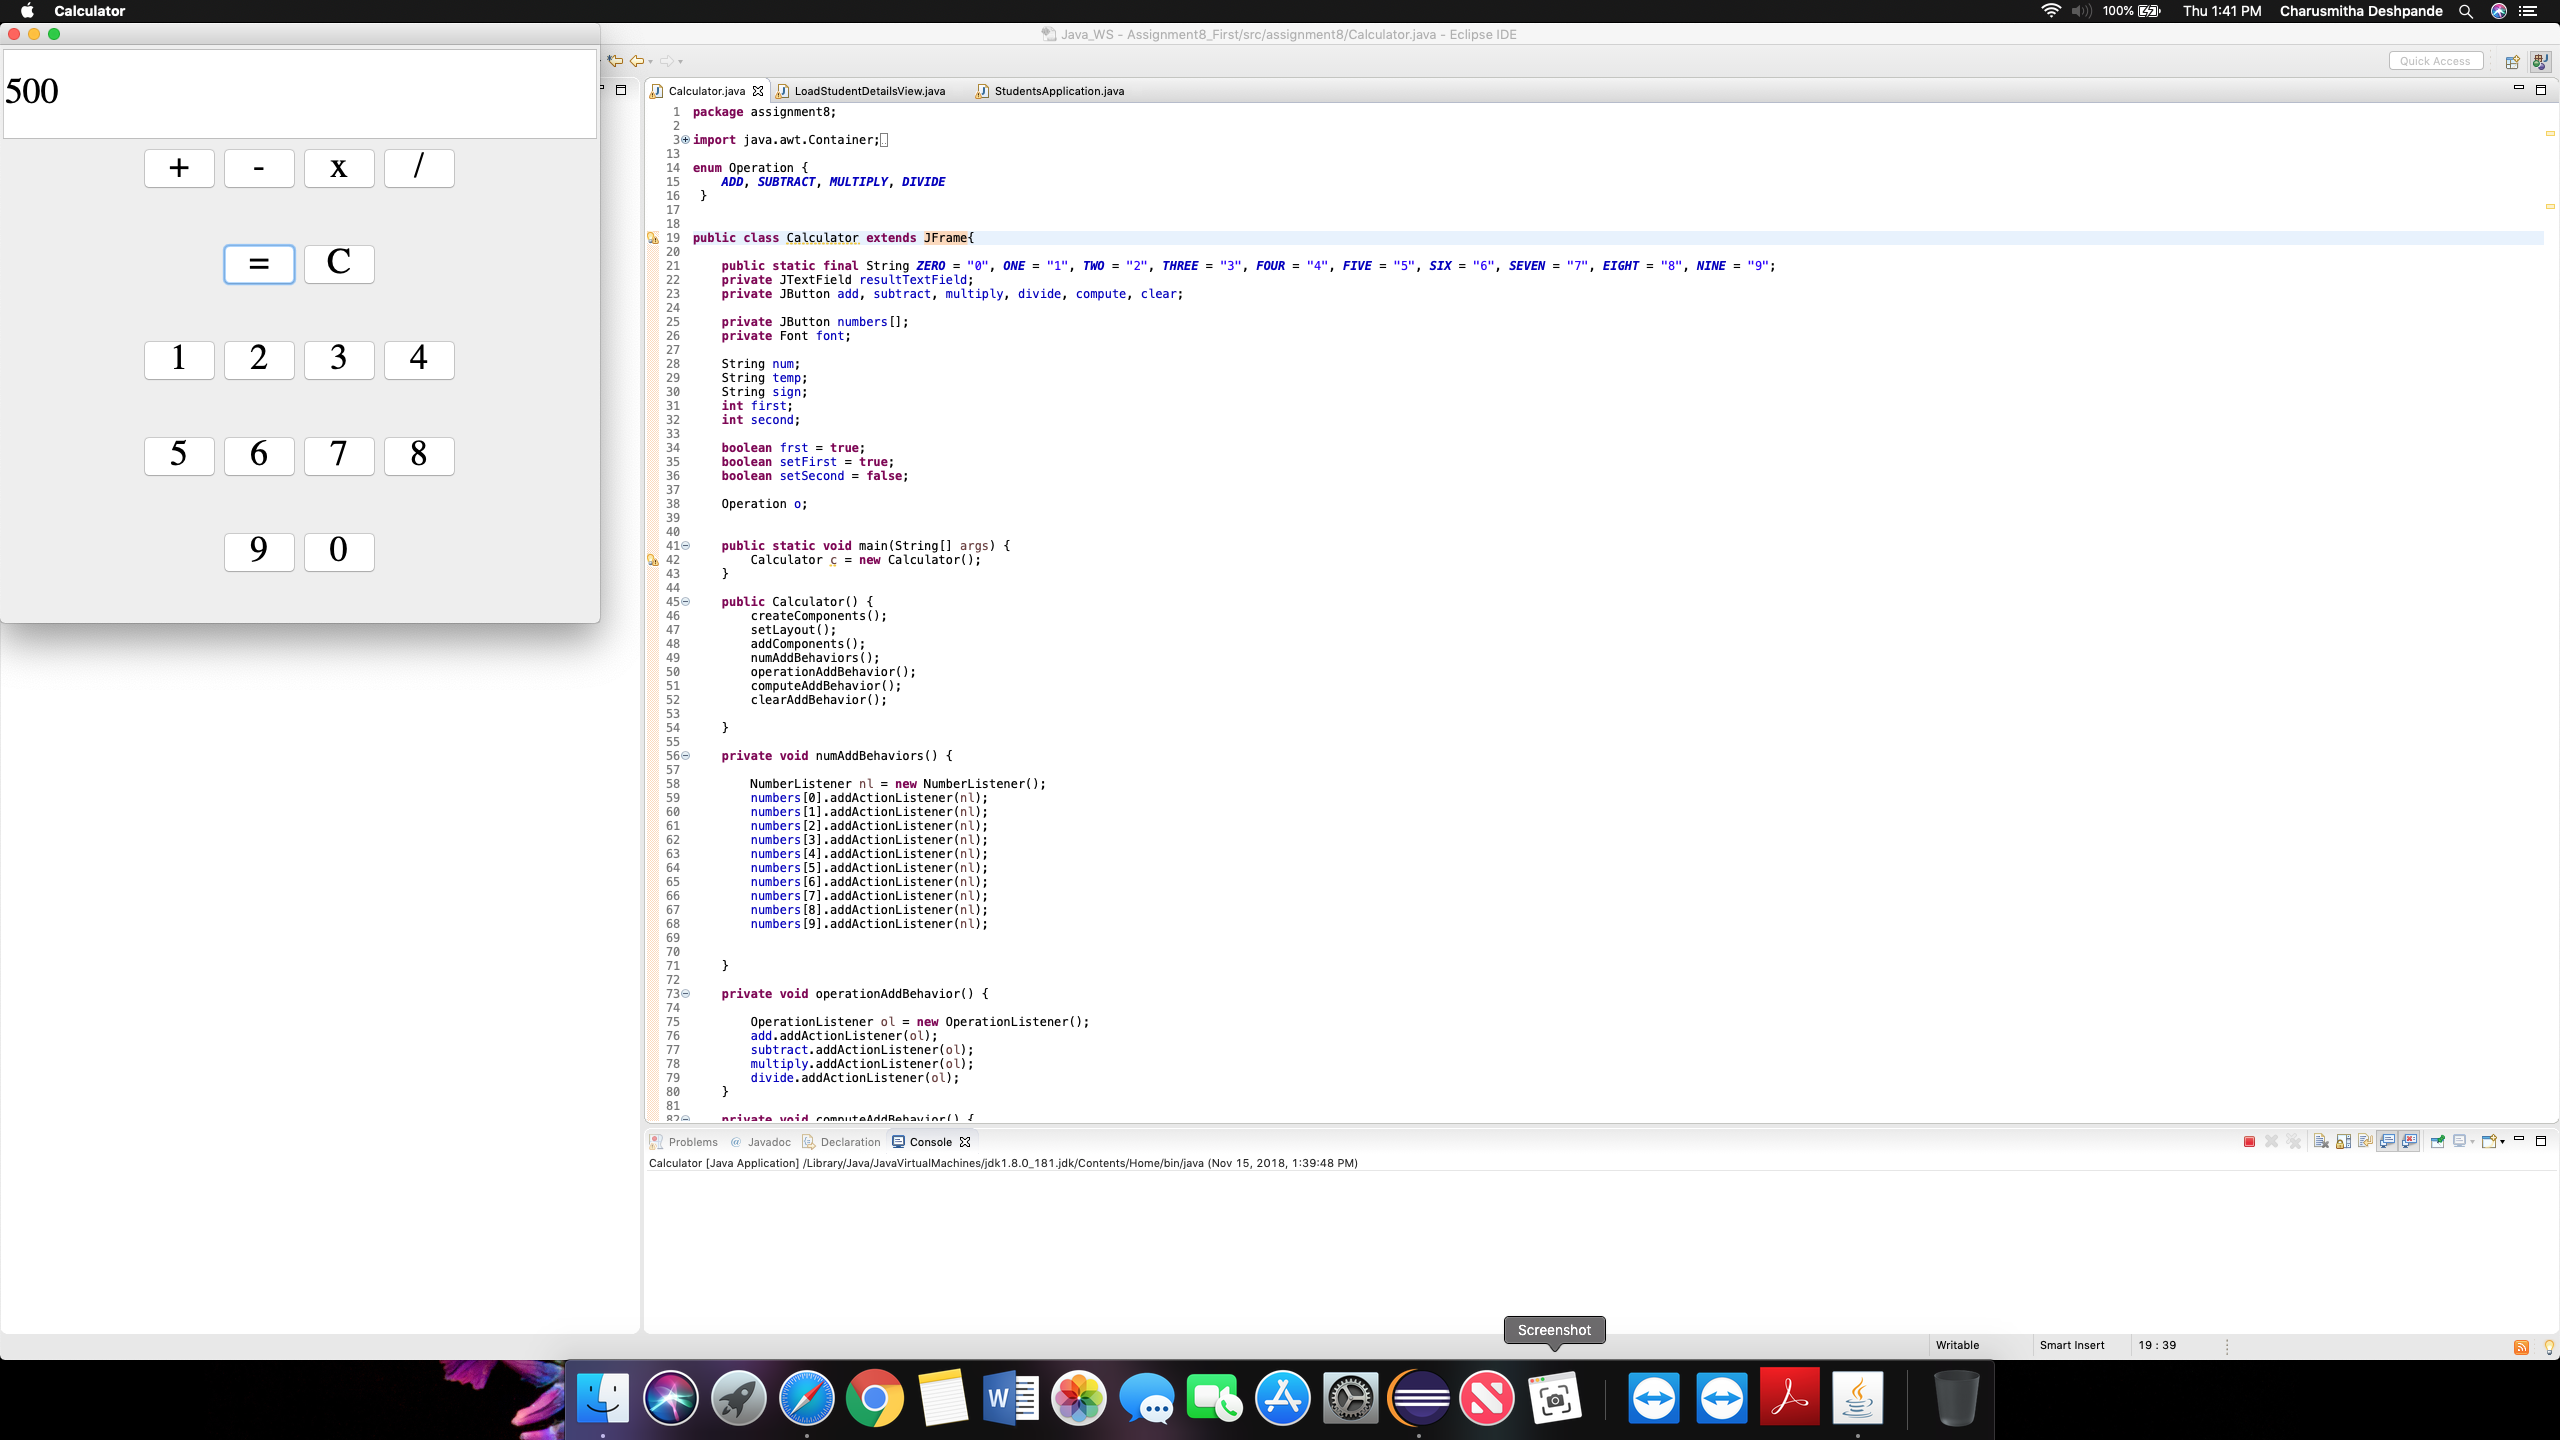 Calculator
100%
Thu 1:41 PM
Charusmitha Deshpande
500
+ - x /
= C
1 2 3 4
5 6 7 8
9 0
Java_WS - Assignment8_First/src/assignment8/Calculator.java - Eclipse IDE
Quick Access
Calculator.java
LoadStudentDetailsView.java
StudentsApplication.java
1 package assignment8;
2
3 import java.awt.Container;
13
14 enum Operation {
15 ADD, SUBTRACT, MULTIPLY, DIVIDE
16 }
17
18
19 public class Calculator extends JFrame{
20
21 public static final String ZERO = "0", ONE = "1", TWO = "2", THREE = "3", FOUR = "4", FIVE = "5", SIX = "6", SEVEN = "7", EIGHT = "8", NINE = "9";
22 private JTextField resultTextField;
23 private JButton add, subtract, multiply, divide, compute, clear;
24
25 private JButton numbers[];
26 private Font font;
27
28 String num;
29 String temp;
30 String sign;
31 int first;
32 int second;
33
34 boolean frst = true;
35 boolean setFirst = true;
36 boolean setSecond = false;
37
38 Operation o;
39
40
41 public static void main(String[] args) {
42 Calculator c = new Calculator();
43 }
44
45 public Calculator() {
46 createComponents();
47 setLayout();
48 addComponents();
49 numAddBehaviors();
50 operationAddBehavior();
51 computeAddBehavior();
52 clearAddBehavior();
53
54 }
55
56 private void numAddBehaviors() {
57
58 NumberListener nl = new NumberListener();
59 numbers[0].addActionListener(nl);
60 numbers[1].addActionListener(nl);
61 numbers[2].addActionListener(nl);
62 numbers[3].addActionListener(nl);
63 numbers[4].addActionListener(nl);
64 numbers[5].addActionListener(nl);
65 numbers[6].addActionListener(nl);
66 numbers[7].addActionListener(nl);
67 numbers[8].addActionListener(nl);
68 numbers[9].addActionListener(nl);
69
70
71 }
72
73 private void operationAddBehavior() {
74
75 OperationListener ol = new OperationListener();
76 add.addActionListener(ol);
77 subtract.addActionListener(ol);
78 multiply.addActionListener(ol);
79 divide.addActionListener(ol);
80 }
81
82 private void computeAddBehavior() {
Problems
Javadoc
Declaration
Console
Calculator [Java Application] /Library/Java/JavaVirtualMachines/jdk1.8.0_181.jdk/Contents/Home/bin/java (Nov 15, 2018, 1:39:48 PM)
Screenshot
Writable
Smart Insert
19 : 39